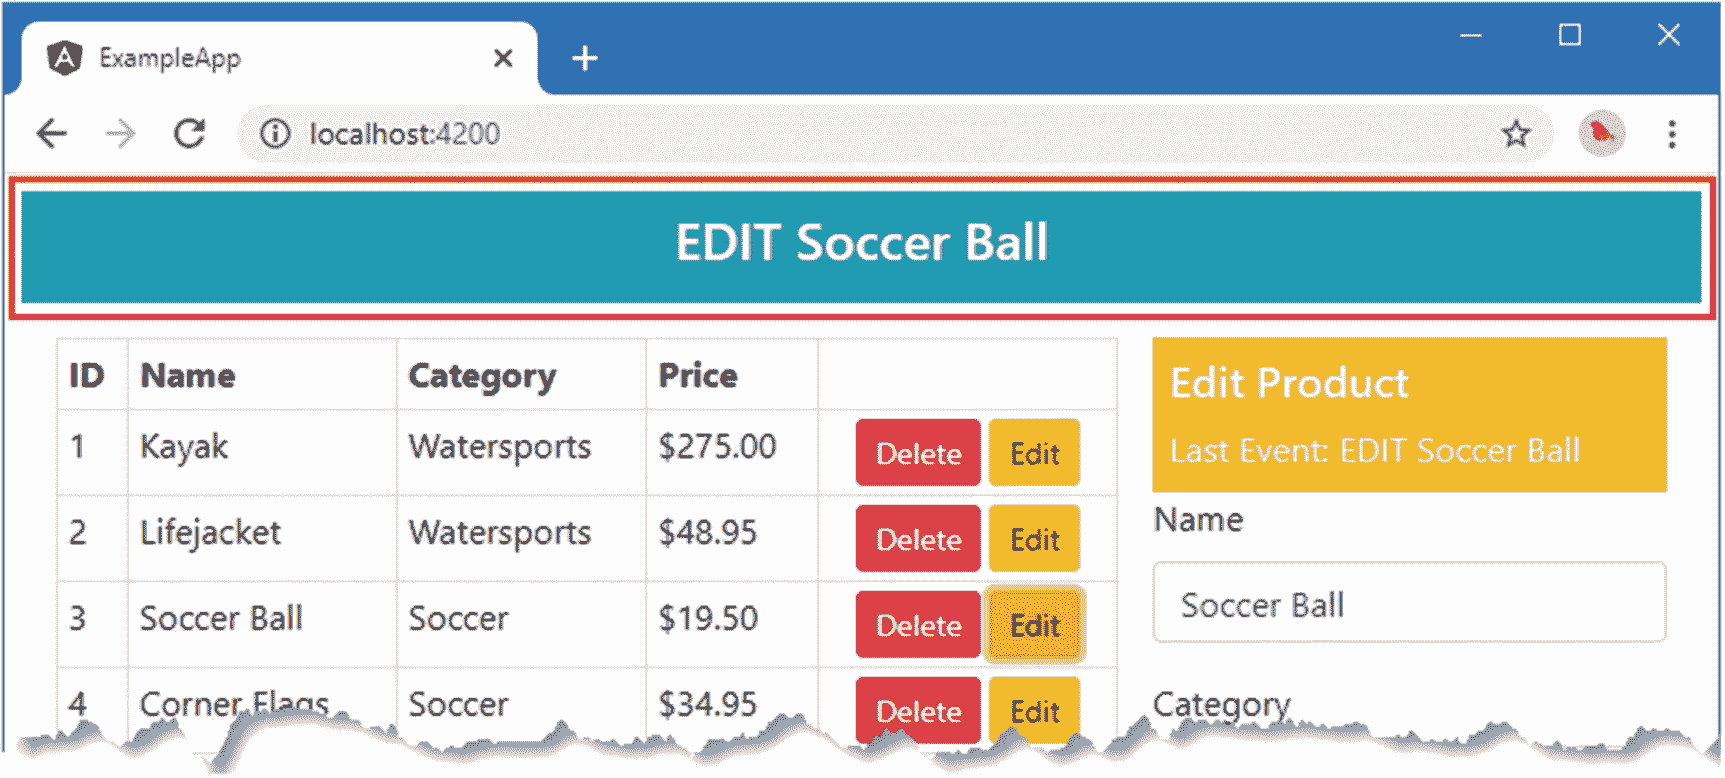 ExampleApp
localhost:4200
EDIT Soccer Ball
ID Name Category Price
1 Kayak Watersports $275.00 Delete Edit
2 Lifejacket Watersports $48.95 Delete Edit
3 Soccer Ball Soccer $19.50 Delete Edit
4 Corner Flags Soccer $34.95 Delete Edit
Edit Product
Last Event: EDIT Soccer Ball
Name
Soccer Ball
Category